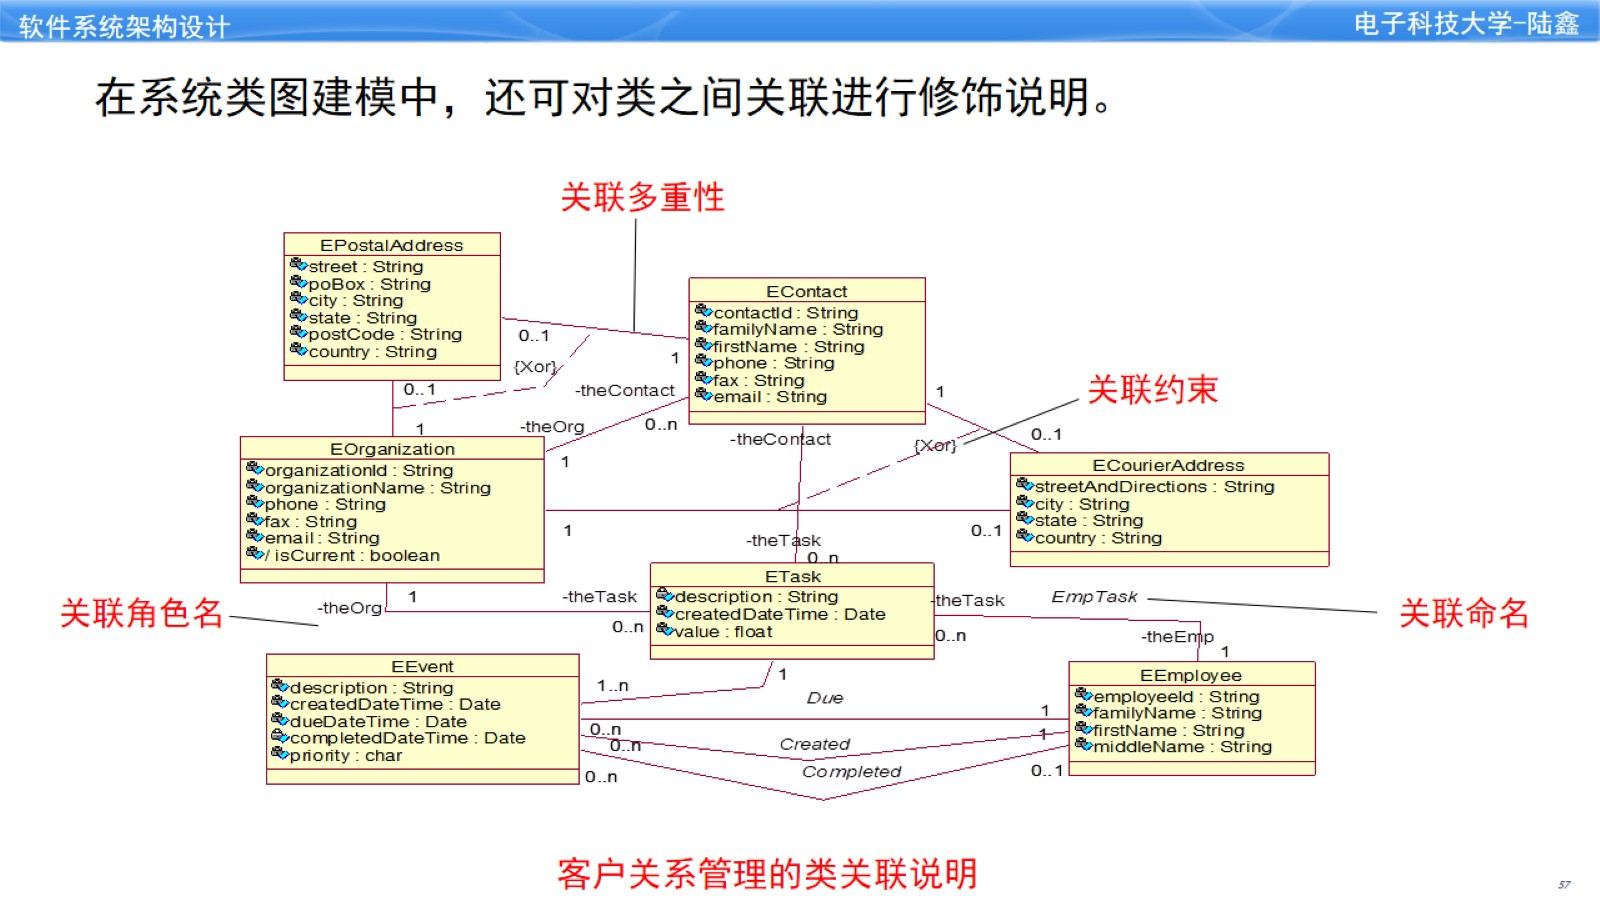 软件系统架构设计
电子科技大学-陆鑫
在系统类图建模中，还可对类之间关联进行修饰说明。
关联多重性
EPostalAddress
street : String
poBox : String
city : String
state : String
postCode : String
country : String
0..1
{Xor}
0..1
1
EContact
contactId : String
familyName : String
firstName : String
phone : String
fax : String
email : String
1
-theContact
0..n
-theOrg
1
-theContact
1
关联约束
{Xor}
0..1
EOrganization
organizationId : String
organizationName : String
phone : String
fax : String
email : String
/ isCurrent : boolean
1
0..1
ECourierAddress
streetAndDirections : String
city : String
state : String
country : String
-theTask
0..n
关联角色名
-theOrg
1
-theTask
0..n
ETask
description : String
createdDateTime : Date
value : float
-theTask
EmpTask
关联命名
0..n
-theEmp
1
1
EEvent
description : String
createdDateTime : Date
dueDateTime : Date
completedDateTime : Date
priority : char
1..n
Due
1
0..n
0..n
Created
1
Completed
0..n
0..1
EEmployee
employeeId : String
familyName : String
firstName : String
middleName : String
客户关系管理的类关联说明
57